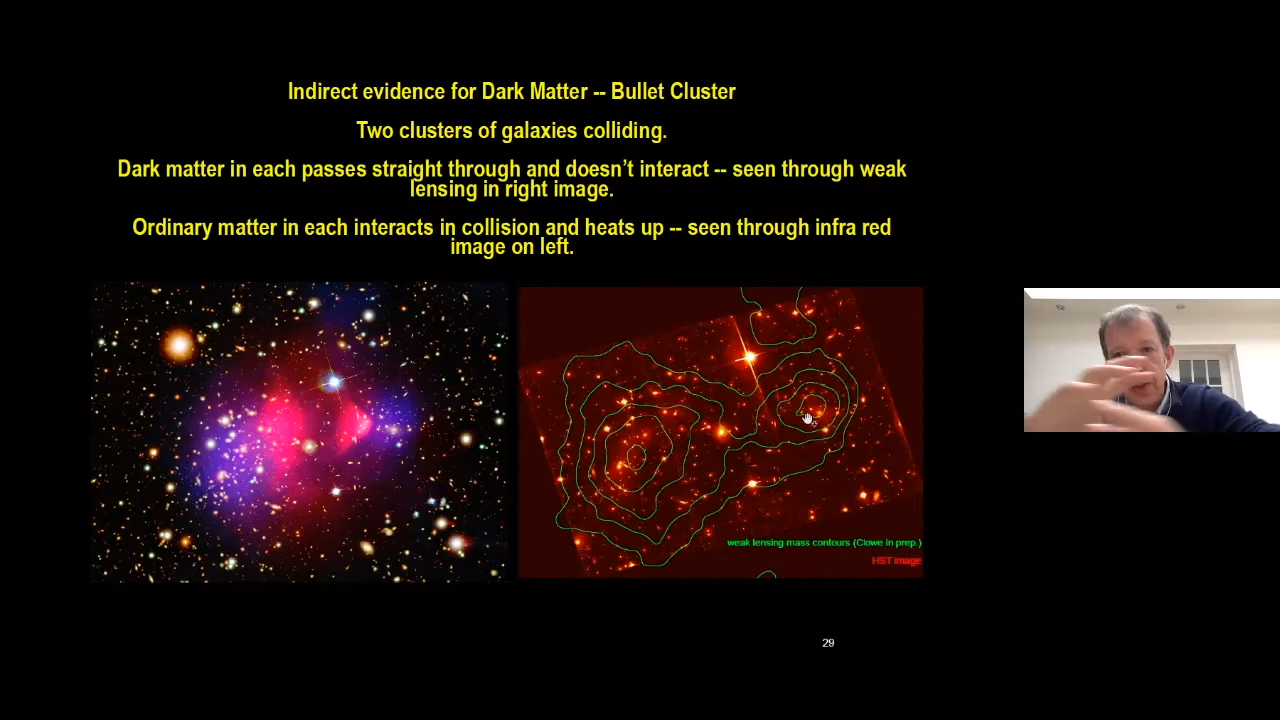 Indirect evidence for Dark Matter -- Bullet Cluster
Two clusters of galaxies colliding.
Dark matter in each passes straight through and doesn’t interact -- seen through weak
lensing in right image.
Ordinary matter in each interacts in collision and heats up -- seen through infra red
image on left.
weak lensing mass contours (Clowe in prep.)
HST image
29